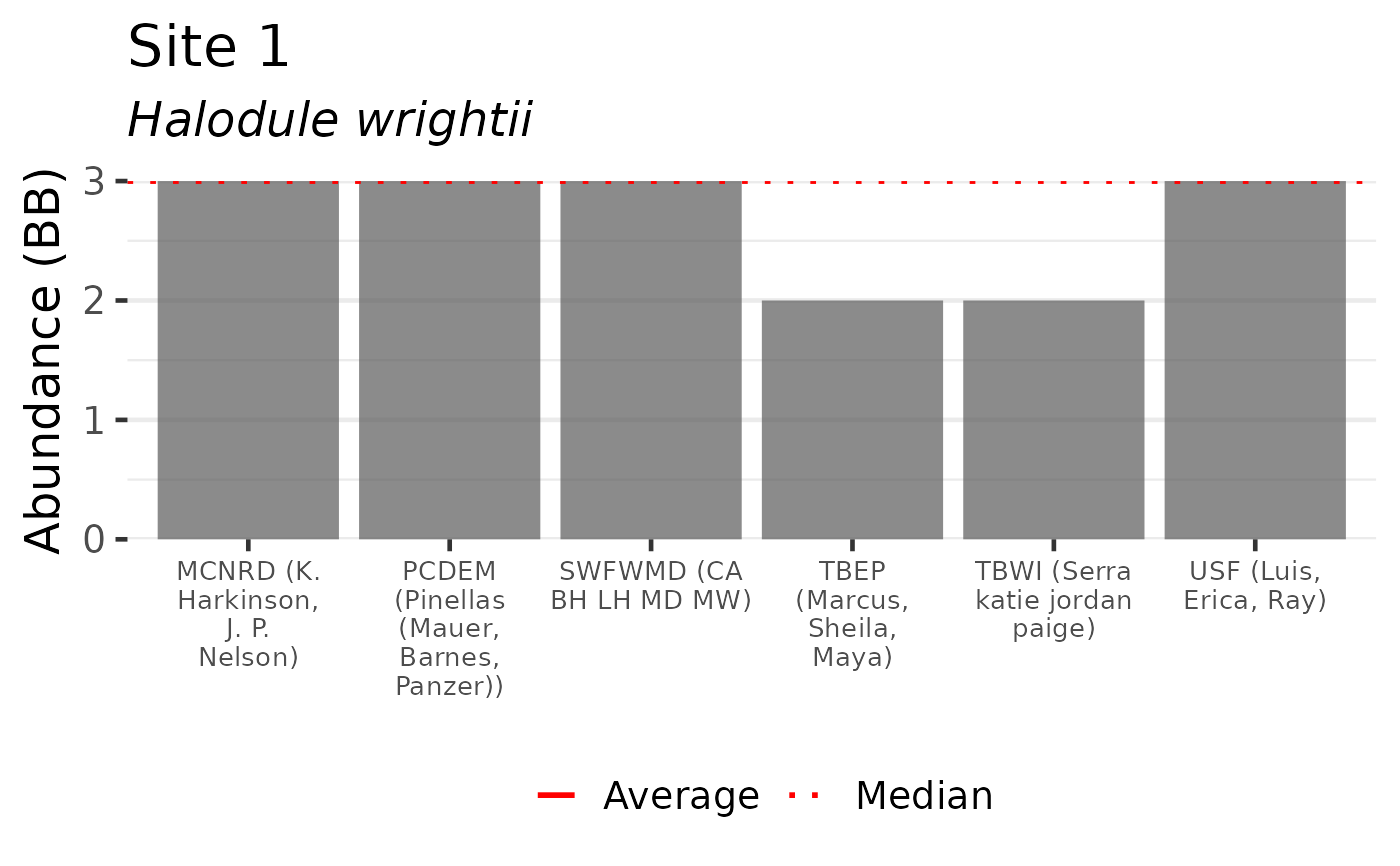 Site 1
Halodule wrightii
Abundance (BB)
3
2
1
0
MCNRD (K.
Harkinson,
J. P.
Nelson)
PCDEM
(Pinellas
(Mauer,
Barnes,
Panzer))
SWFWMD (CA
BH LH MD MW)
TBEP
(Marcus,
Sheila,
Maya)
TBWI (Serra
katie jordan
paige)
USF (Luis,
Erica, Ray)
Average
Median